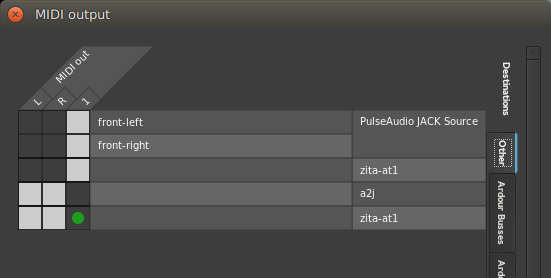 MIDI output
MIDI out
L
R
1
front-left
PulseAudio JACK Source
front-right
zita-at1
a2j
zita-at1
Destinations
Other
Ardour Busses